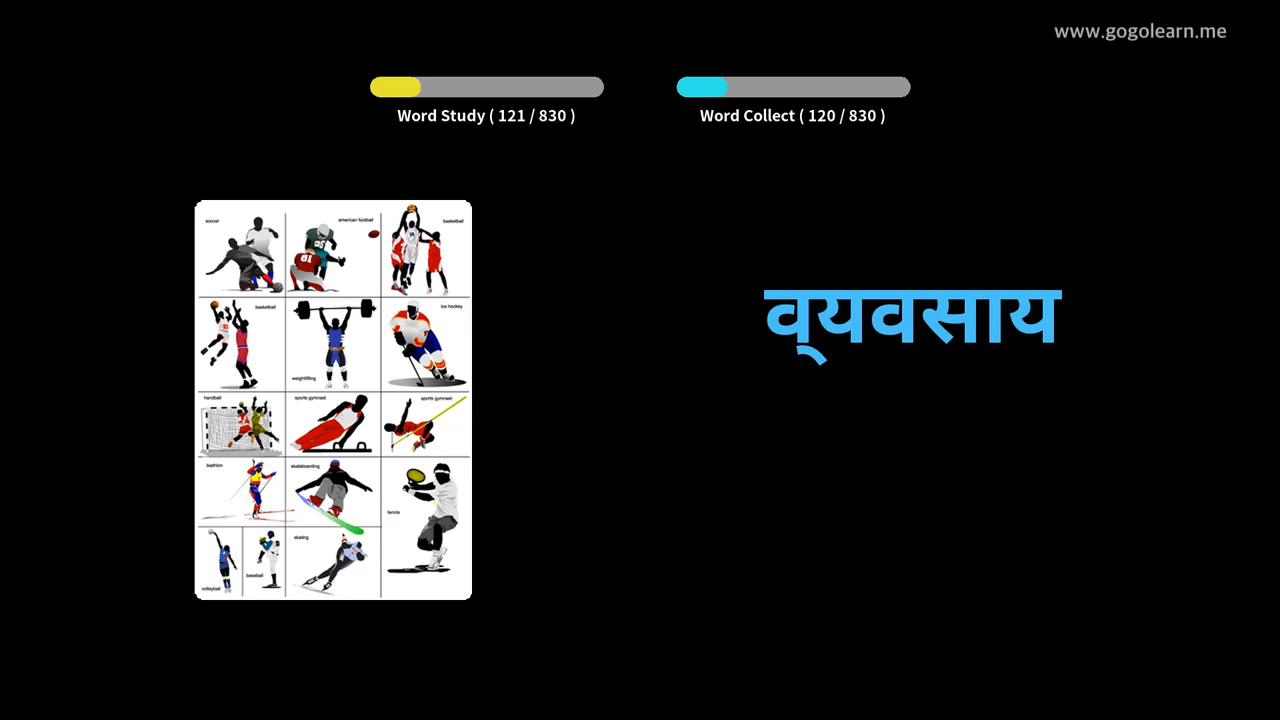 www.gogolearn.me
Word Study ( 121 / 830 )
Word Collect ( 120 / 830 )
soccer
american football
basketball
basketball
weightlifting
ice hockey
handball
sports gymnast
sports gymnast
biathlon
skateboarding
tennis
volleyball
baseball
skating
व्यवसाय